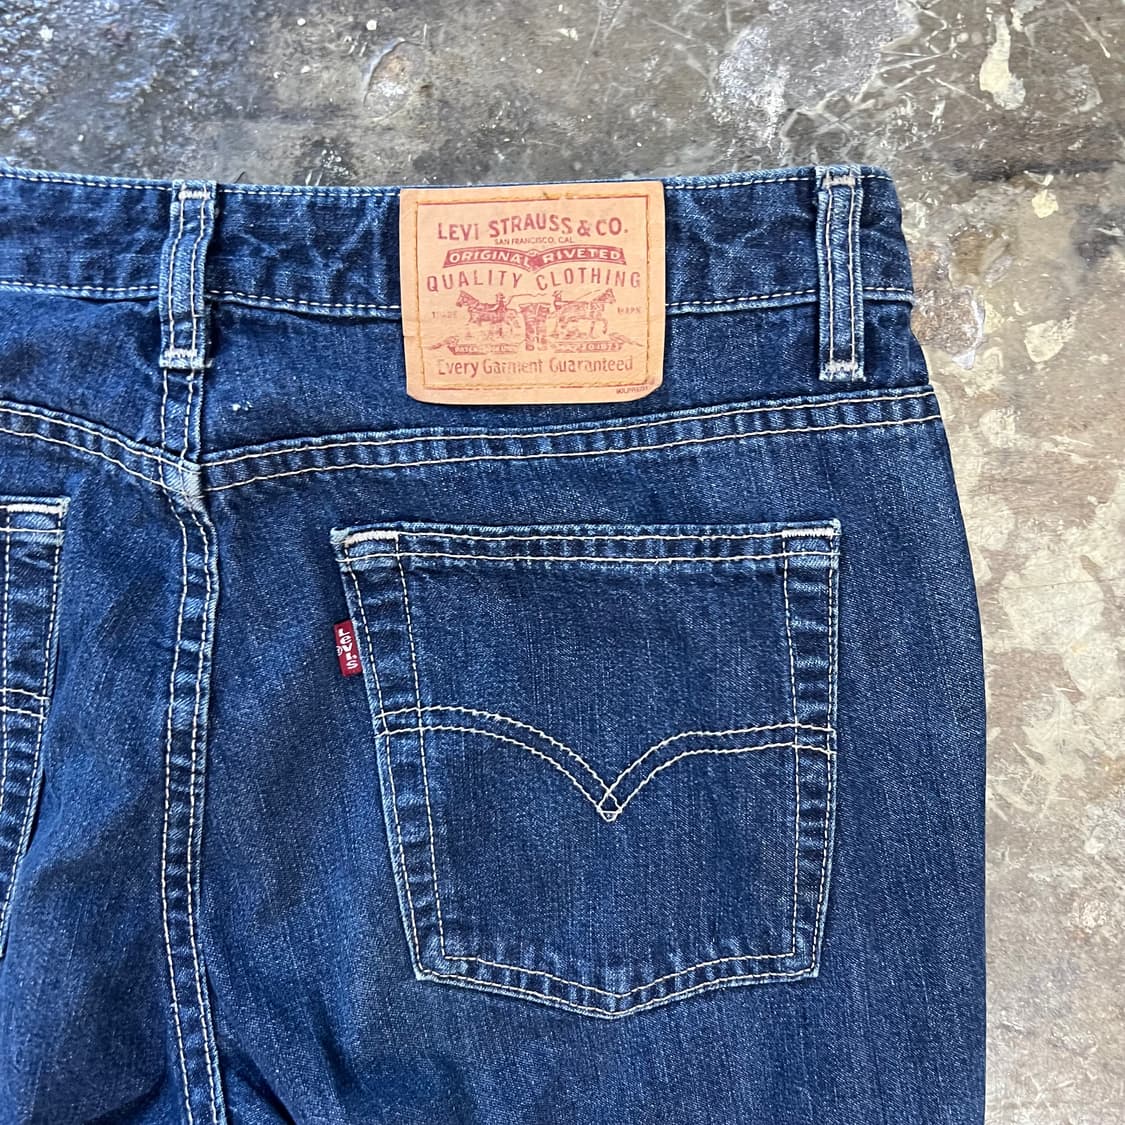 LEVI STRAUSS & CO.
SAN FRANCISCO, CAL.
ORIGINAL RIVETED
QUALITY CLOTHING
TRADE MARK
Every Garment Guaranteed
LEVI'S